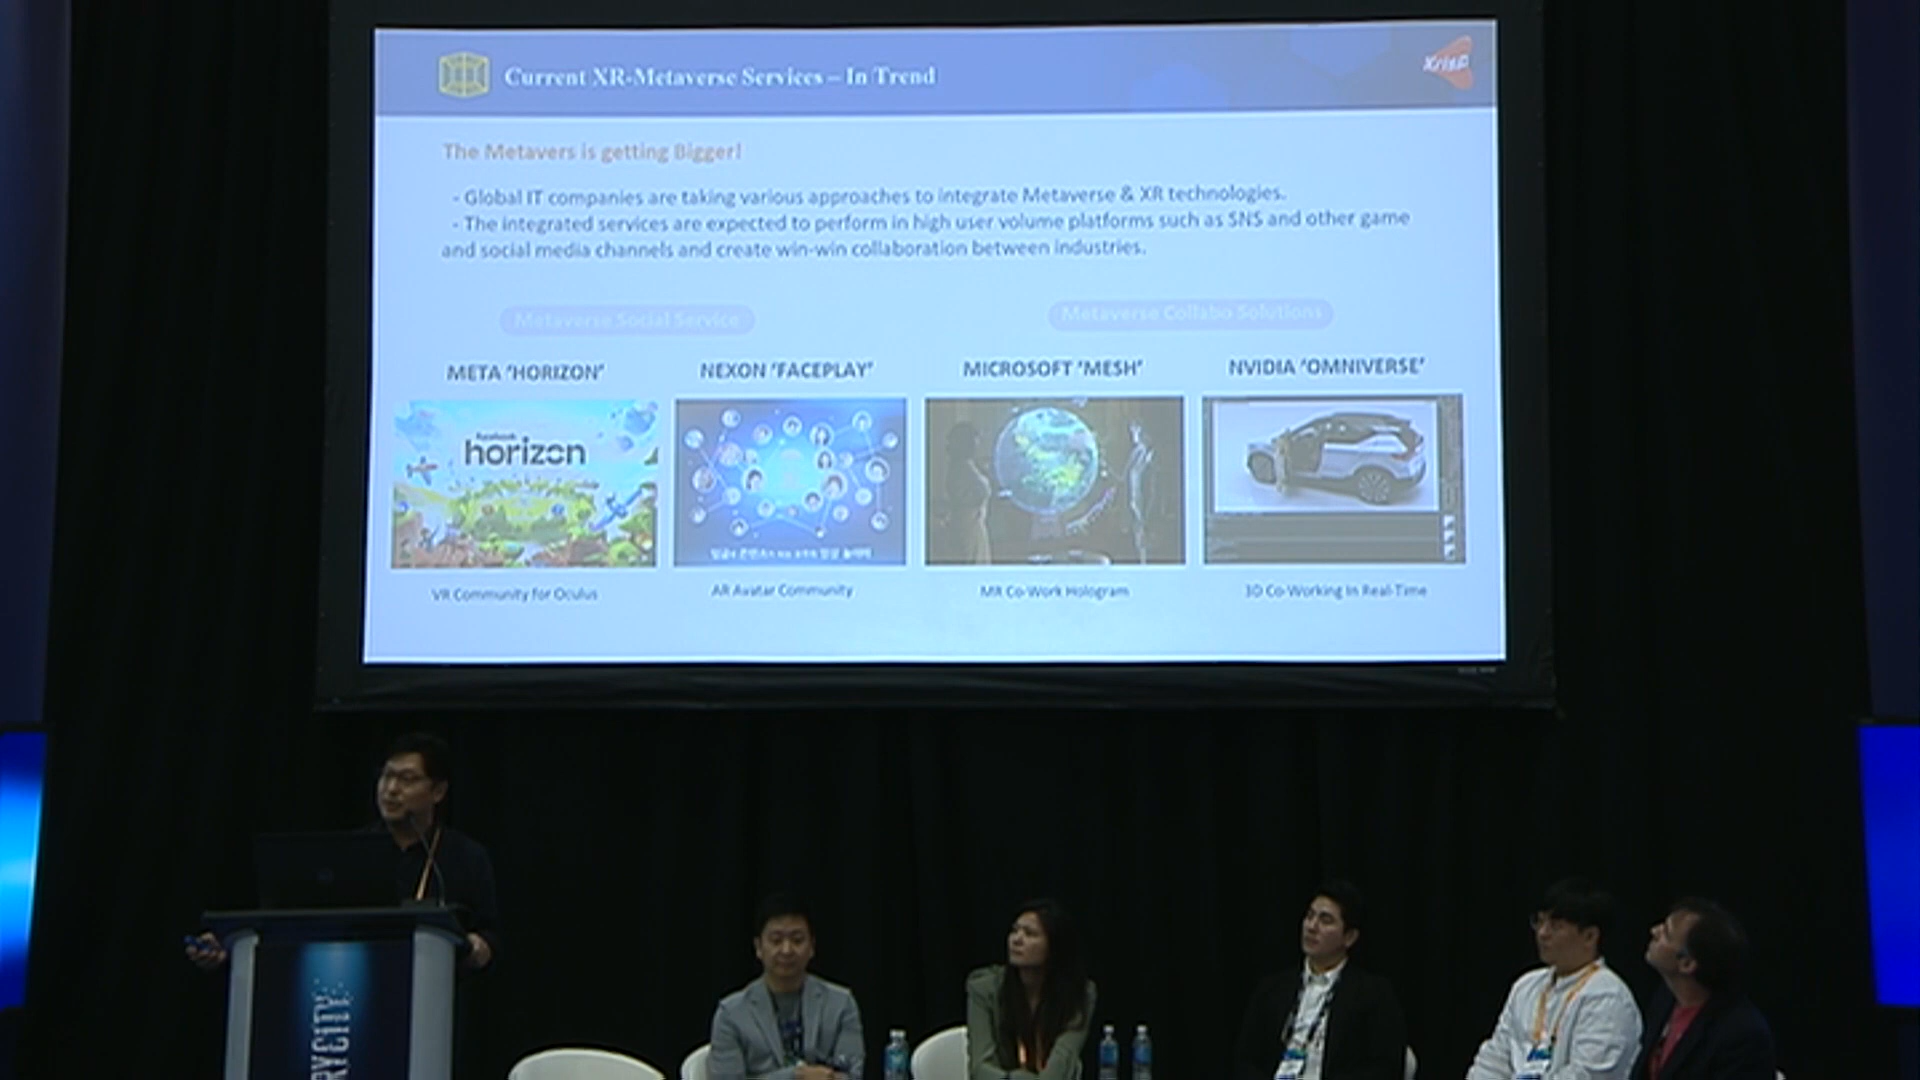 Current XR-Metaverse Services – In Trend
XrisP
The Metavers is getting Bigger!
- Global IT companies are taking various approaches to integrate Metaverse & XR technologies.
- The integrated services are expected to perform in high user volume platforms such as SNS and other game
and social media channels and create win-win collaboration between industries.
Metaverse Social Service
Metaverse Collabo Solutions
META ‘HORIZON’
NEXON ‘FACEPLAY’
MICROSOFT ‘MESH’
NVIDIA ‘OMNIVERSE’
facebook
horizon
VR Community for Oculus
AR Avatar Community
MR Co-Work Hologram
3D Co-Working In Real-Time